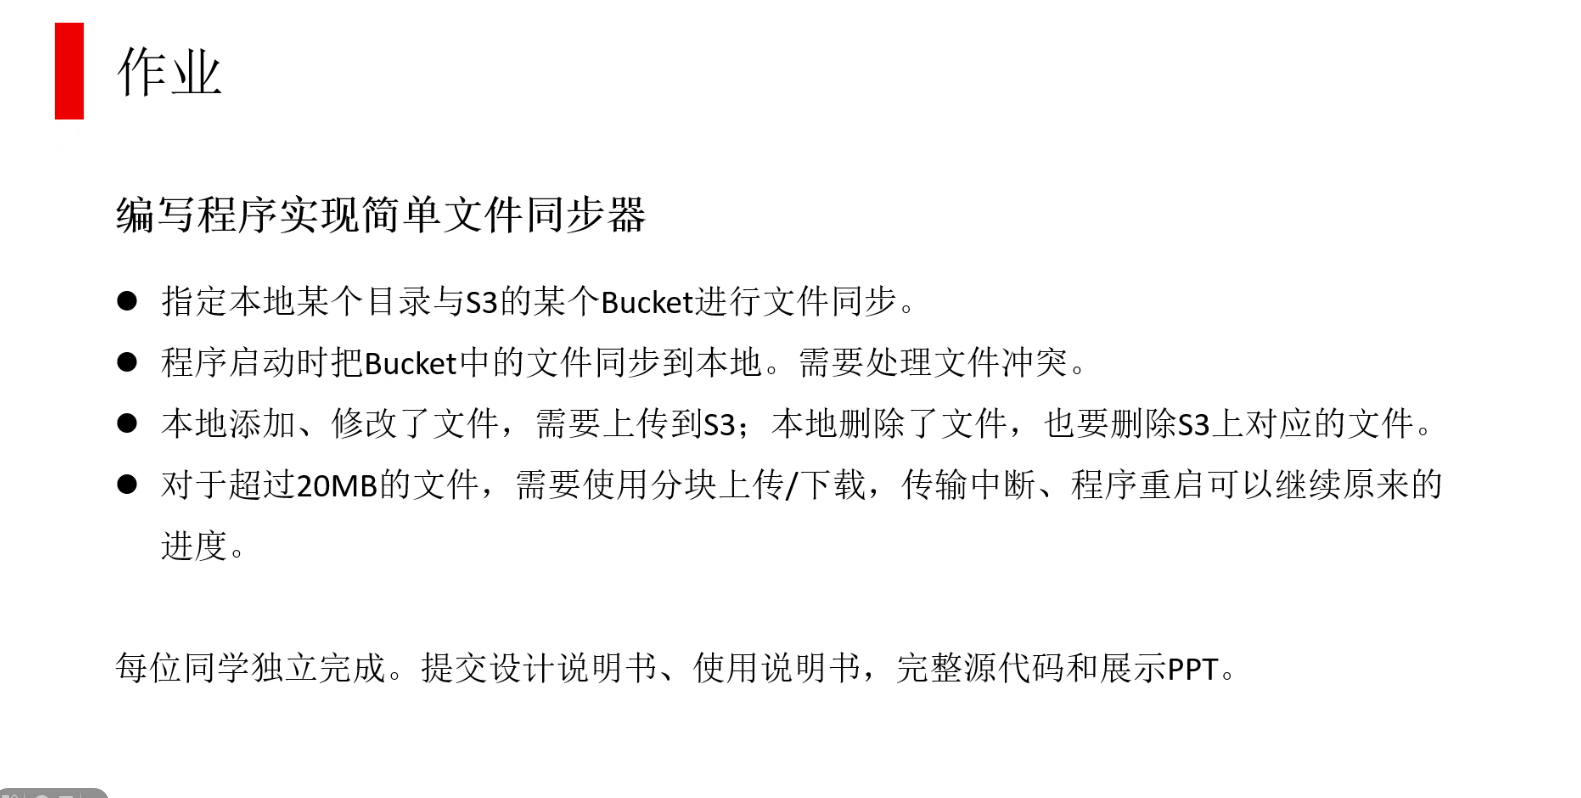 作业
编写程序实现简单文件同步器
● 指定本地某个目录与S3的某个Bucket进行文件同步。
● 程序启动时把Bucket中的文件同步到本地。需要处理文件冲突。
● 本地添加、修改了文件，需要上传到S3；本地删除了文件，也要删除S3上对应的文件。
● 对于超过20MB的文件，需要使用分块上传/下载，传输中断、程序重启可以继续原来的
进度。
每位同学独立完成。提交设计说明书、使用说明书，完整源代码和展示PPT。